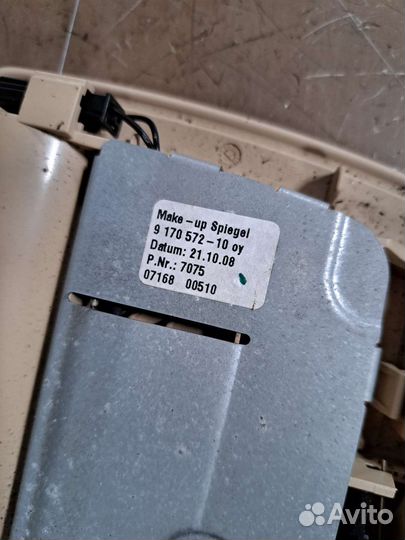 Make-up Spiegel
9 170 572-10 oy
Datum: 21.10.08
P.Nr.: 7075
07168 00510
Avito